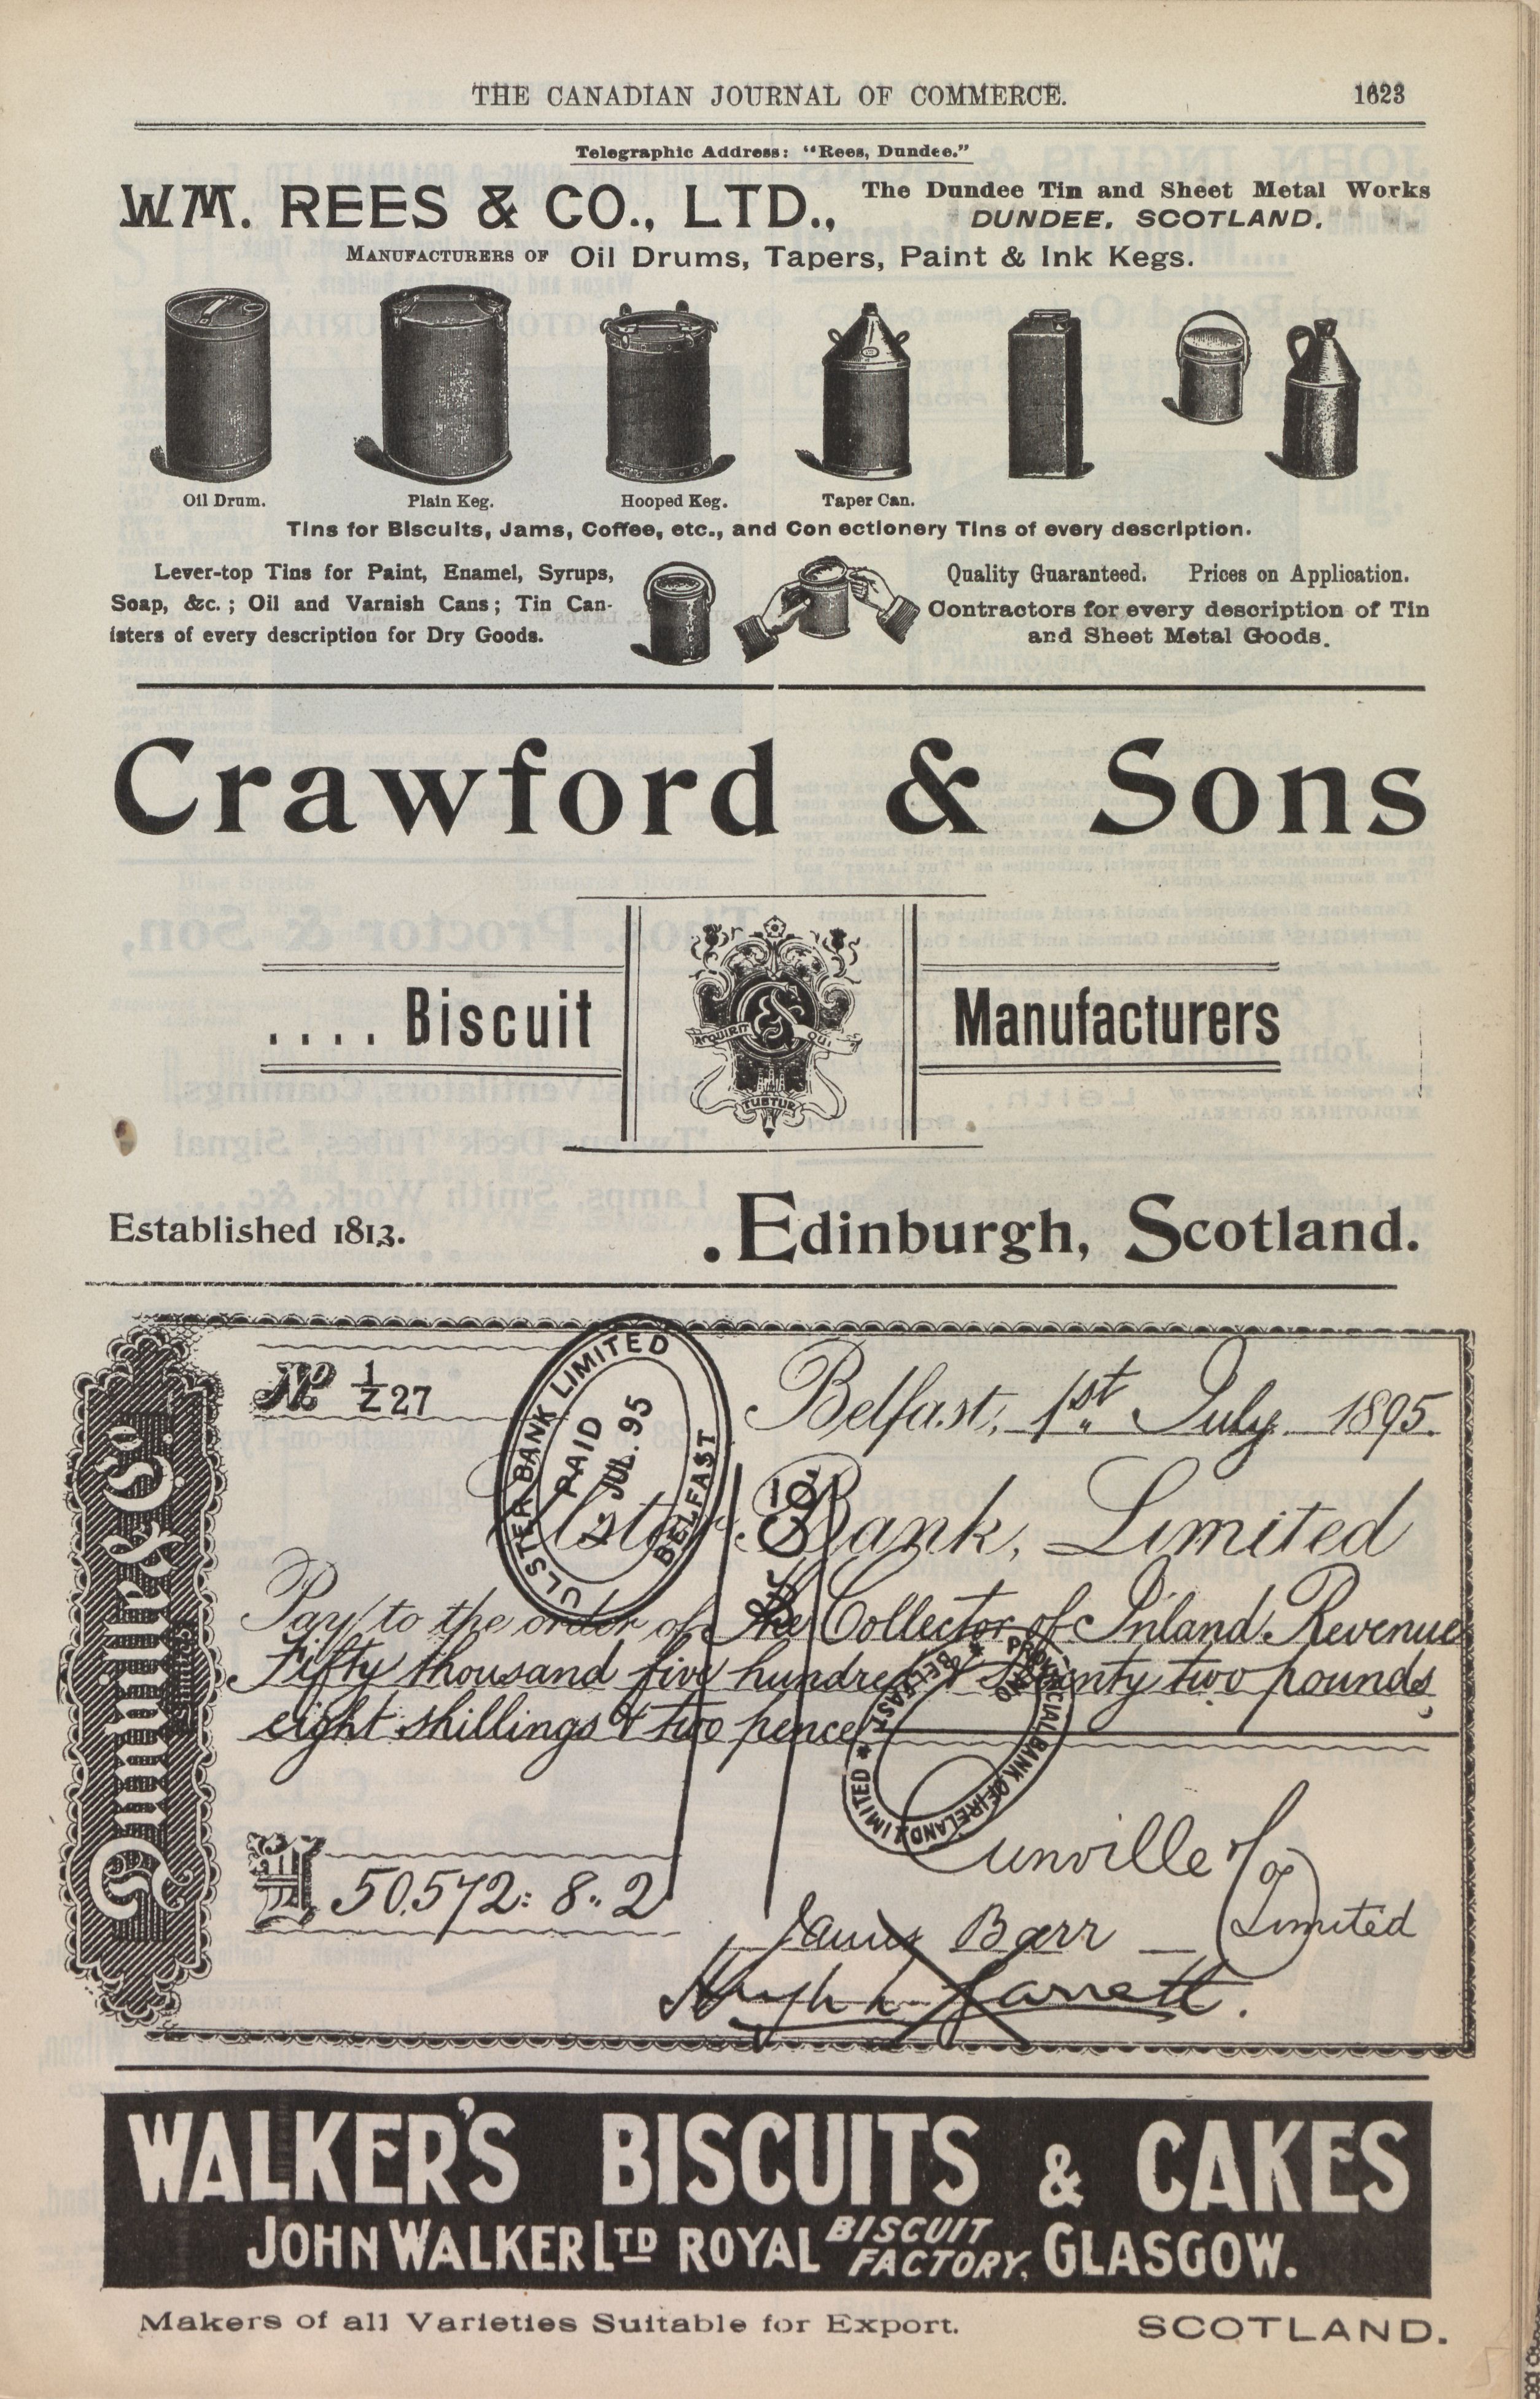 THE CANADIAN JOURNAL OF COMMERCE. 1623
Telegraphic Address: "Rees, Dundee."
WM. REES & CO., LTD., The Dundee Tin and Sheet Metal Works
DUNDEE, SCOTLAND.
MANUFACTURERS OF Oil Drums, Tapers, Paint & Ink Kegs.
Oil Drum. Plain Keg. Hooped Keg. Taper Can.
Tins for Biscuits, Jams, Coffee, etc., and Con ectionery Tins of every description.
Lever-top Tins for Paint, Enamel, Syrups,
Soap, &c.; Oil and Varnish Cans; Tin Can-
isters of every description for Dry Goods.
Quality Guaranteed. Prices on Application.
Contractors for every description of Tin
and Sheet Metal Goods.
Crawford & Sons
.... Biscuit Manufacturers
ACQUIRIT QUI
TUETUR
Established 1813.
.Edinburgh, Scotland.
Dunville & Co
No 1/Z 27
Belfast, 1st July 1895.
ULSTER BANK LIMITED BELFAST
PAID
JUL. 95
Ulster Bank, Limited
& Co.
Pay to the order of The Collector of Inland Revenue
Fifty thousand five hundred & Seventy two pounds
eight shillings & two pence
PROVINCIAL BANK OF IRELAND LIMITED * BELFAST *
£ 50,572: 8.. 2
Dunville & Co Limited
James Barr
Hugh Garrett.
WALKER'S BISCUITS & CAKES
JOHN WALKER LTD ROYAL BISCUIT FACTORY, GLASGOW.
Makers of all Varieties Suitable for Export. SCOTLAND.